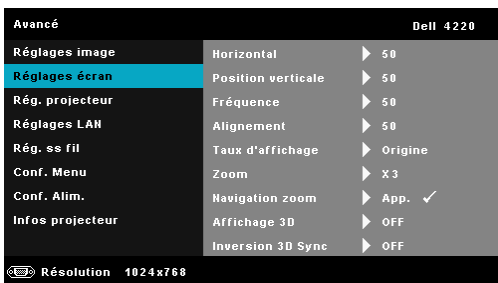 Avancé Dell 4220
Réglages image
Réglages écran
Rég. projecteur
Réglages LAN
Rég. ss fil
Conf. Menu
Conf. Alim.
Infos projecteur
Horizontal 50
Position verticale 50
Fréquence 50
Alignement 50
Taux d'affichage Origine
Zoom X3
Navigation zoom App. ✓
Affichage 3D OFF
Inversion 3D Sync OFF
Résolution 1024x768